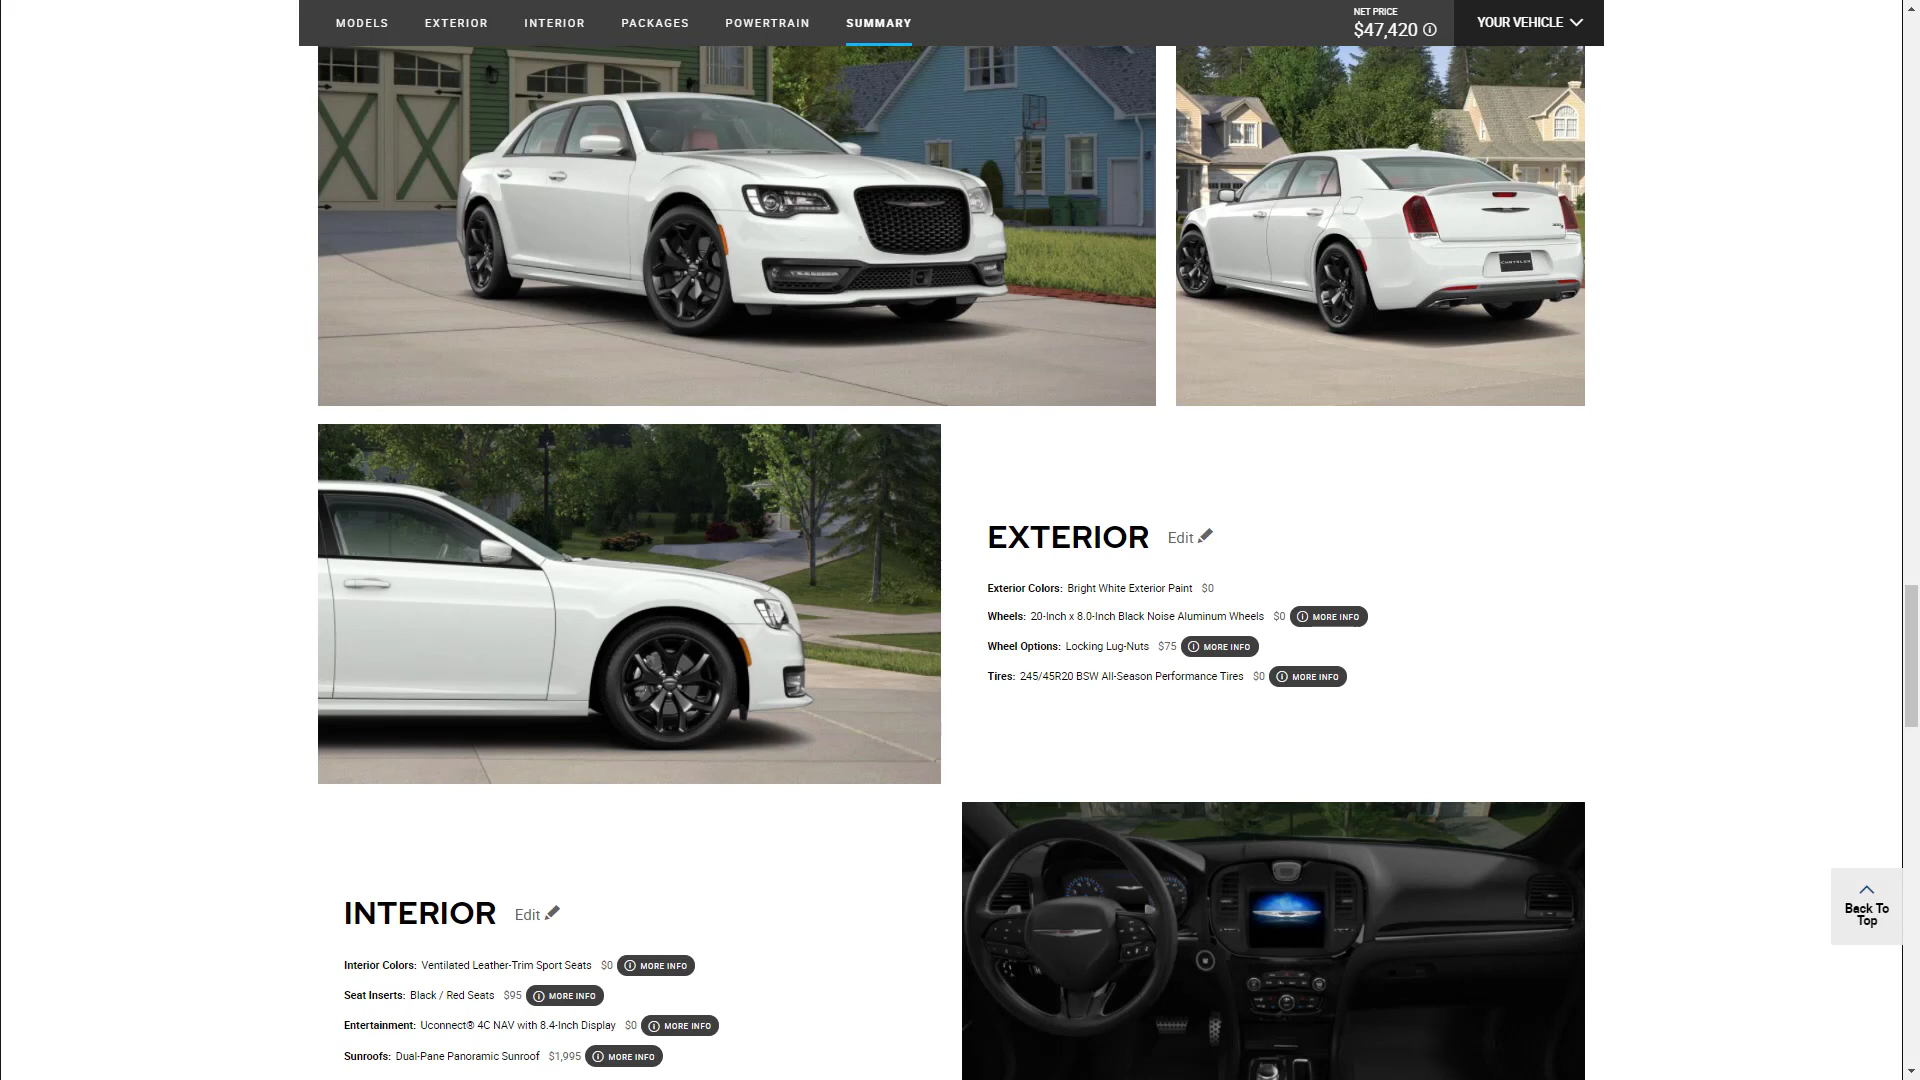 MODELS
EXTERIOR
INTERIOR
PACKAGES
POWERTRAIN
SUMMARY
NET PRICE
$47,420
YOUR VEHICLE
CHRYSLER
EXTERIOR
Edit
Exterior Colors: Bright White Exterior Paint $0
Wheels: 20-Inch x 8.0-Inch Black Noise Aluminum Wheels $0 MORE INFO
Wheel Options: Locking Lug-Nuts $75 MORE INFO
Tires: 245/45R20 BSW All-Season Performance Tires $0 MORE INFO
INTERIOR
Edit
Interior Colors: Ventilated Leather-Trim Sport Seats $0 MORE INFO
Seat Inserts: Black / Red Seats $95 MORE INFO
Entertainment: Uconnect® 4C NAV with 8.4-Inch Display $0 MORE INFO
Sunroofs: Dual-Pane Panoramic Sunroof $1,995 MORE INFO
Back To
Top